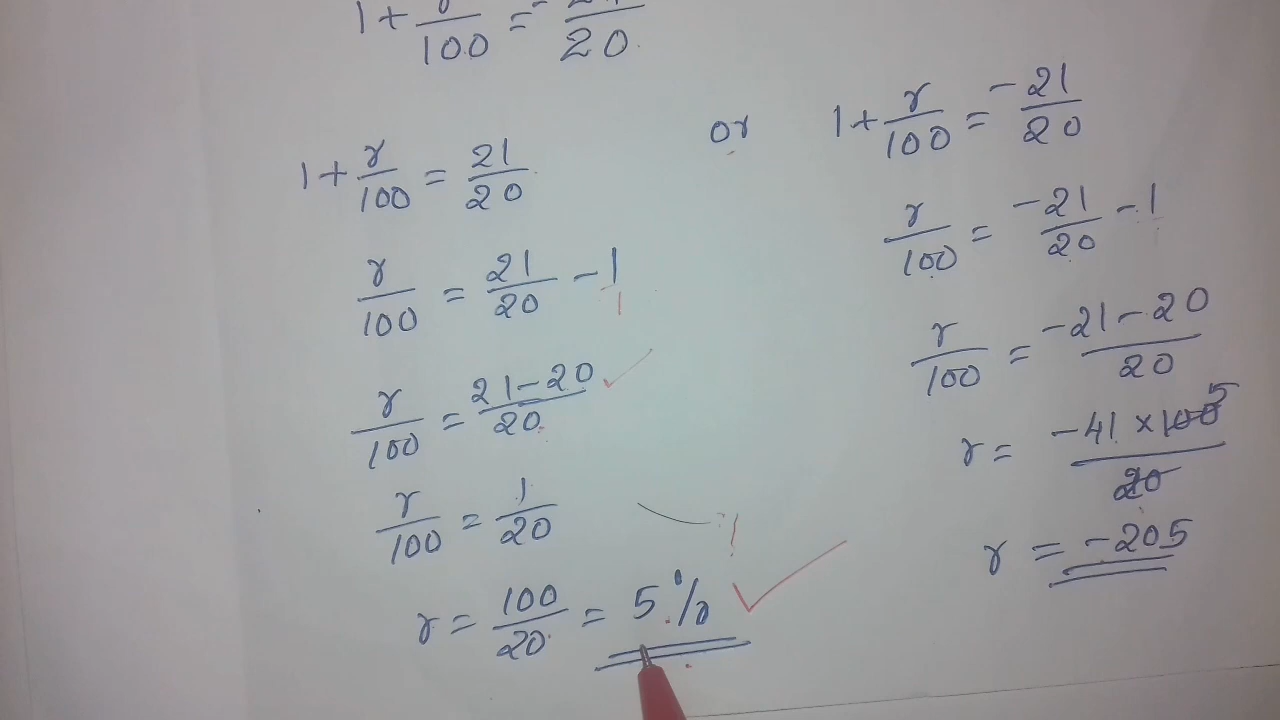 1 + r/100 = -21/20
1 + r/100 = 21/20 or 1 + r/100 = -21/20
r/100 = 21/20 - 1
r/100 = -21/20 - 1
r/100 = 21-20/20
r/100 = -21-20/20
r/100 = 1/20
r = -41 × 100 5/20
r = 100/20 = 5%
r = -205